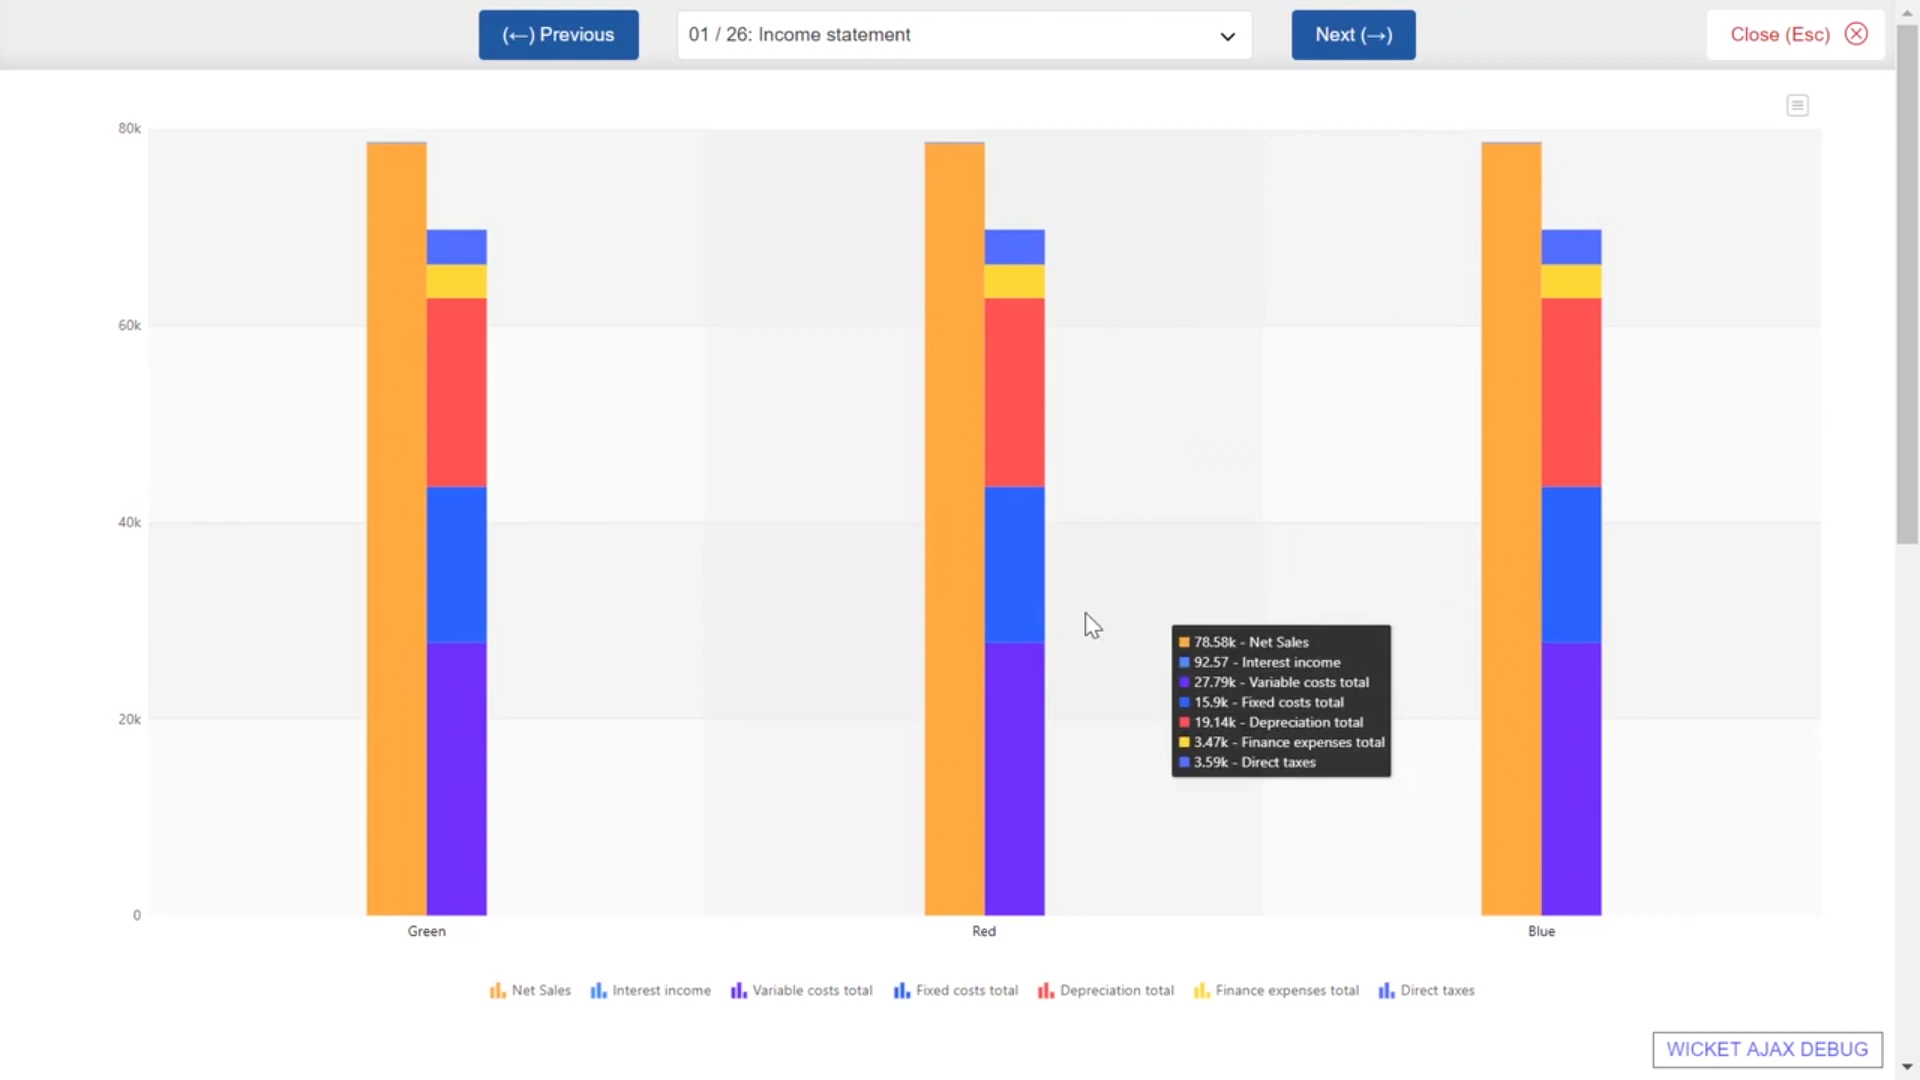 (←) Previous
01 / 26: Income statement
Next (→)
Close (Esc)
80k
60k
40k
20k
0
78.58k - Net Sales
92.57 - Interest income
27.79k - Variable costs total
15.9k - Fixed costs total
19.14k - Depreciation total
3.47k - Finance expenses total
3.59k - Direct taxes
Green
Red
Blue
Net Sales
Interest income
Variable costs total
Fixed costs total
Depreciation total
Finance expenses total
Direct taxes
WICKET AJAX DEBUG